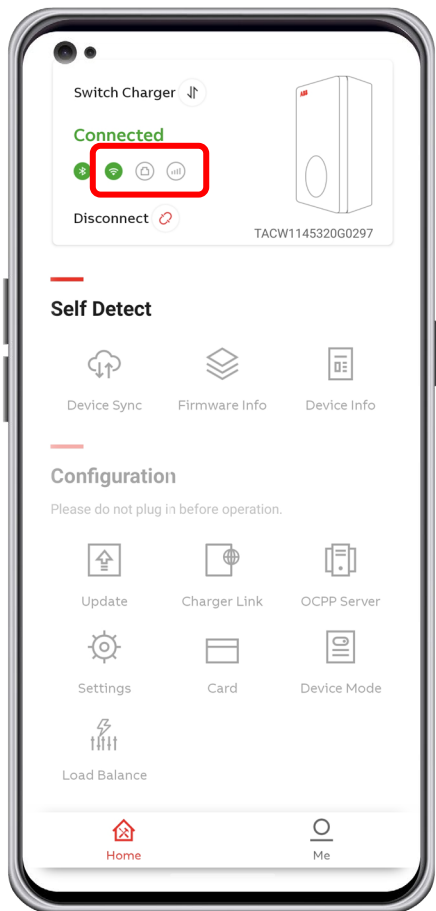 Switch Charger
ABB
Connected
Disconnect
TACW1145320G0297
Self Detect
Device Sync Firmware Info Device Info
Configuration
Please do not plug in before operation.
Update Charger Link OCPP Server
Settings Card Device Mode
Load Balance
Home Me